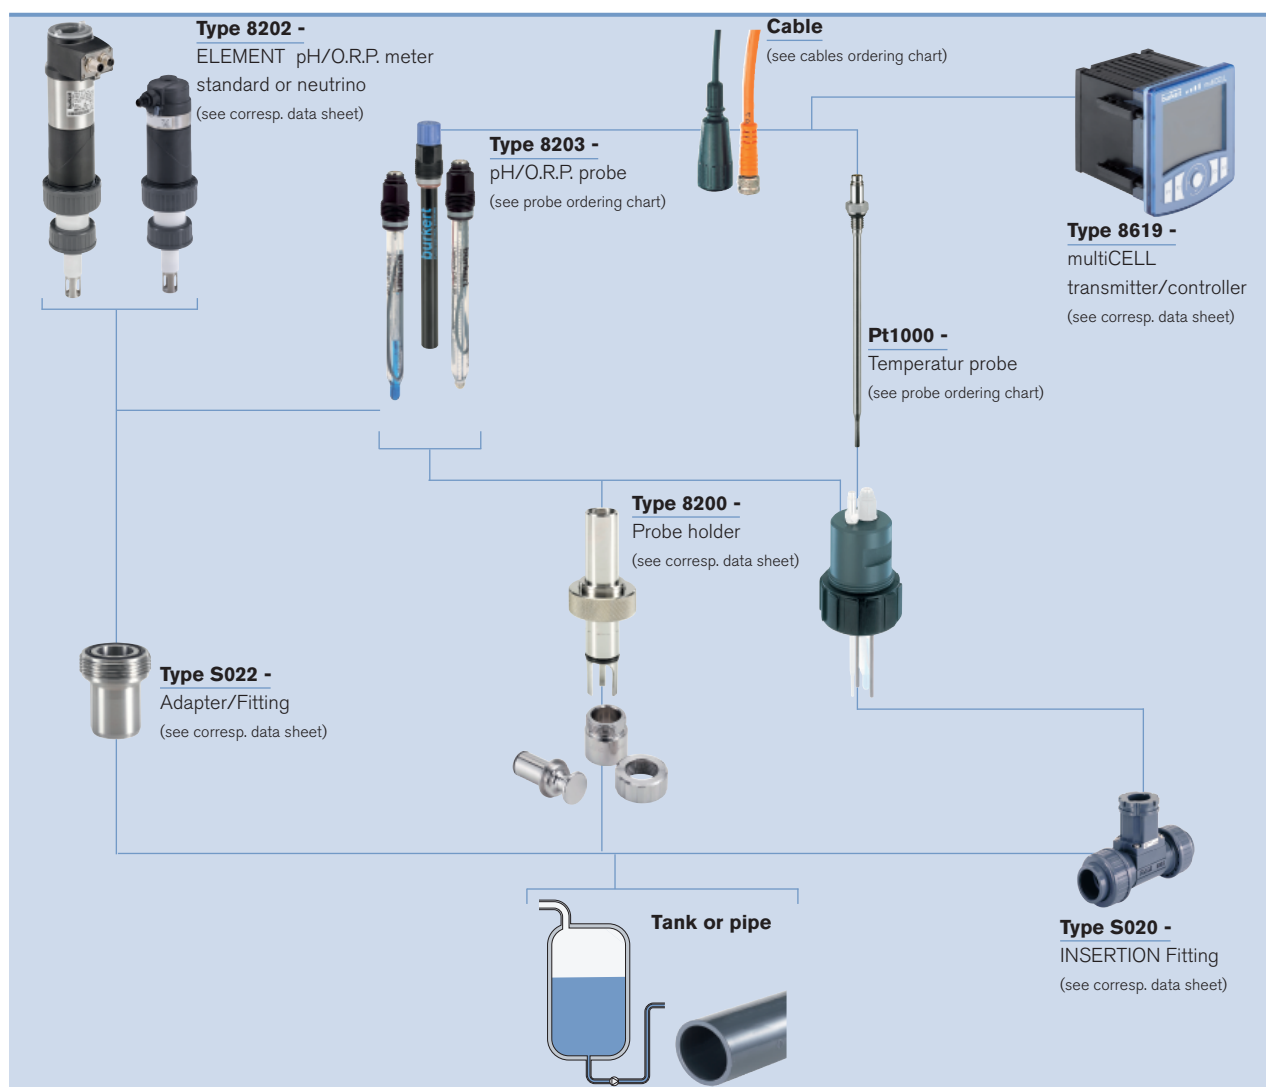 Type 8202 -
ELEMENT pH/O.R.P. meter
standard or neutrino
(see corresp. data sheet)
Cable
(see cables ordering chart)
Type 8203 -
pH/O.R.P. probe
(see probe ordering chart)
burkert
burkert
Type 8619 -
multiCELL
transmitter/controller
(see corresp. data sheet)
Pt1000 -
Temperatur probe
(see probe ordering chart)
Type 8200 -
Probe holder
(see corresp. data sheet)
Type S022 -
Adapter/Fitting
(see corresp. data sheet)
Tank or pipe
Type S020 -
INSERTION Fitting
(see corresp. data sheet)